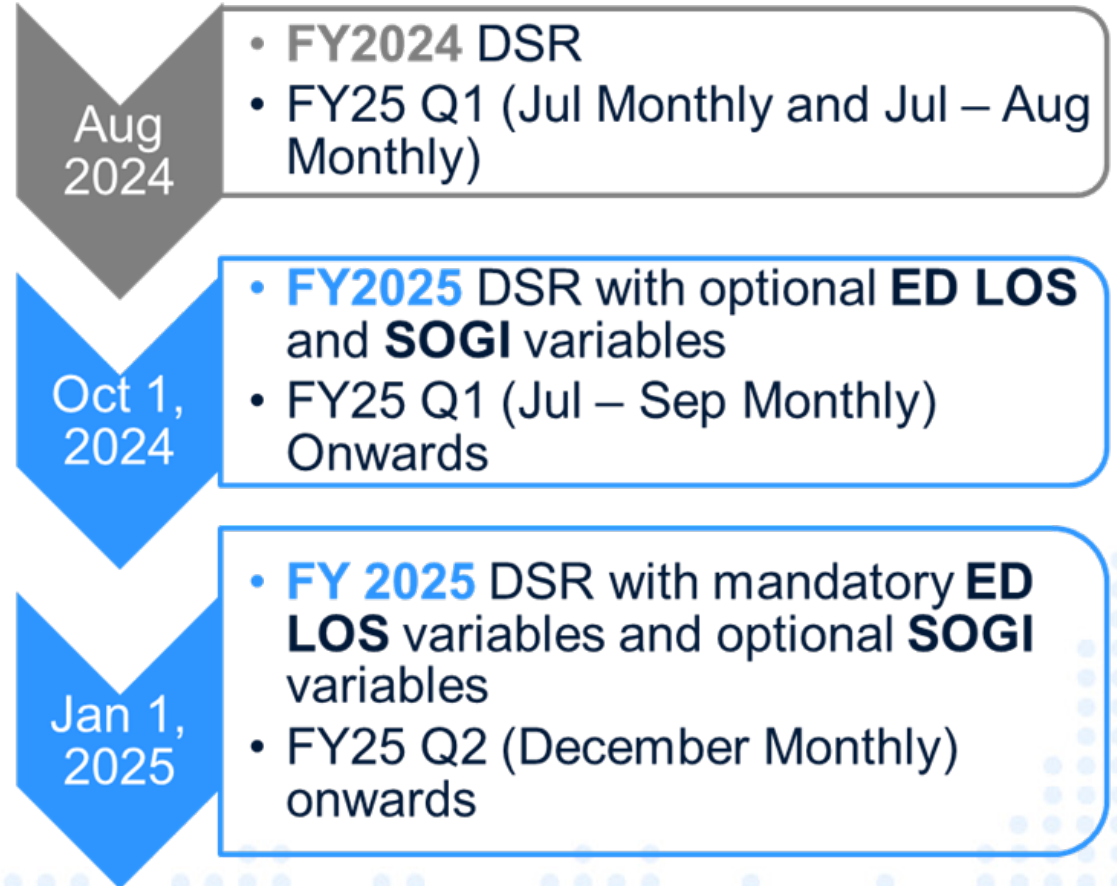 Aug
2024
• FY2024 DSR
• FY25 Q1 (Jul Monthly and Jul – Aug
Monthly)
Oct 1,
2024
• FY2025 DSR with optional ED LOS
and SOGI variables
• FY25 Q1 (Jul – Sep Monthly)
Onwards
Jan 1,
2025
• FY 2025 DSR with mandatory ED
LOS variables and optional SOGI
variables
• FY25 Q2 (December Monthly)
onwards